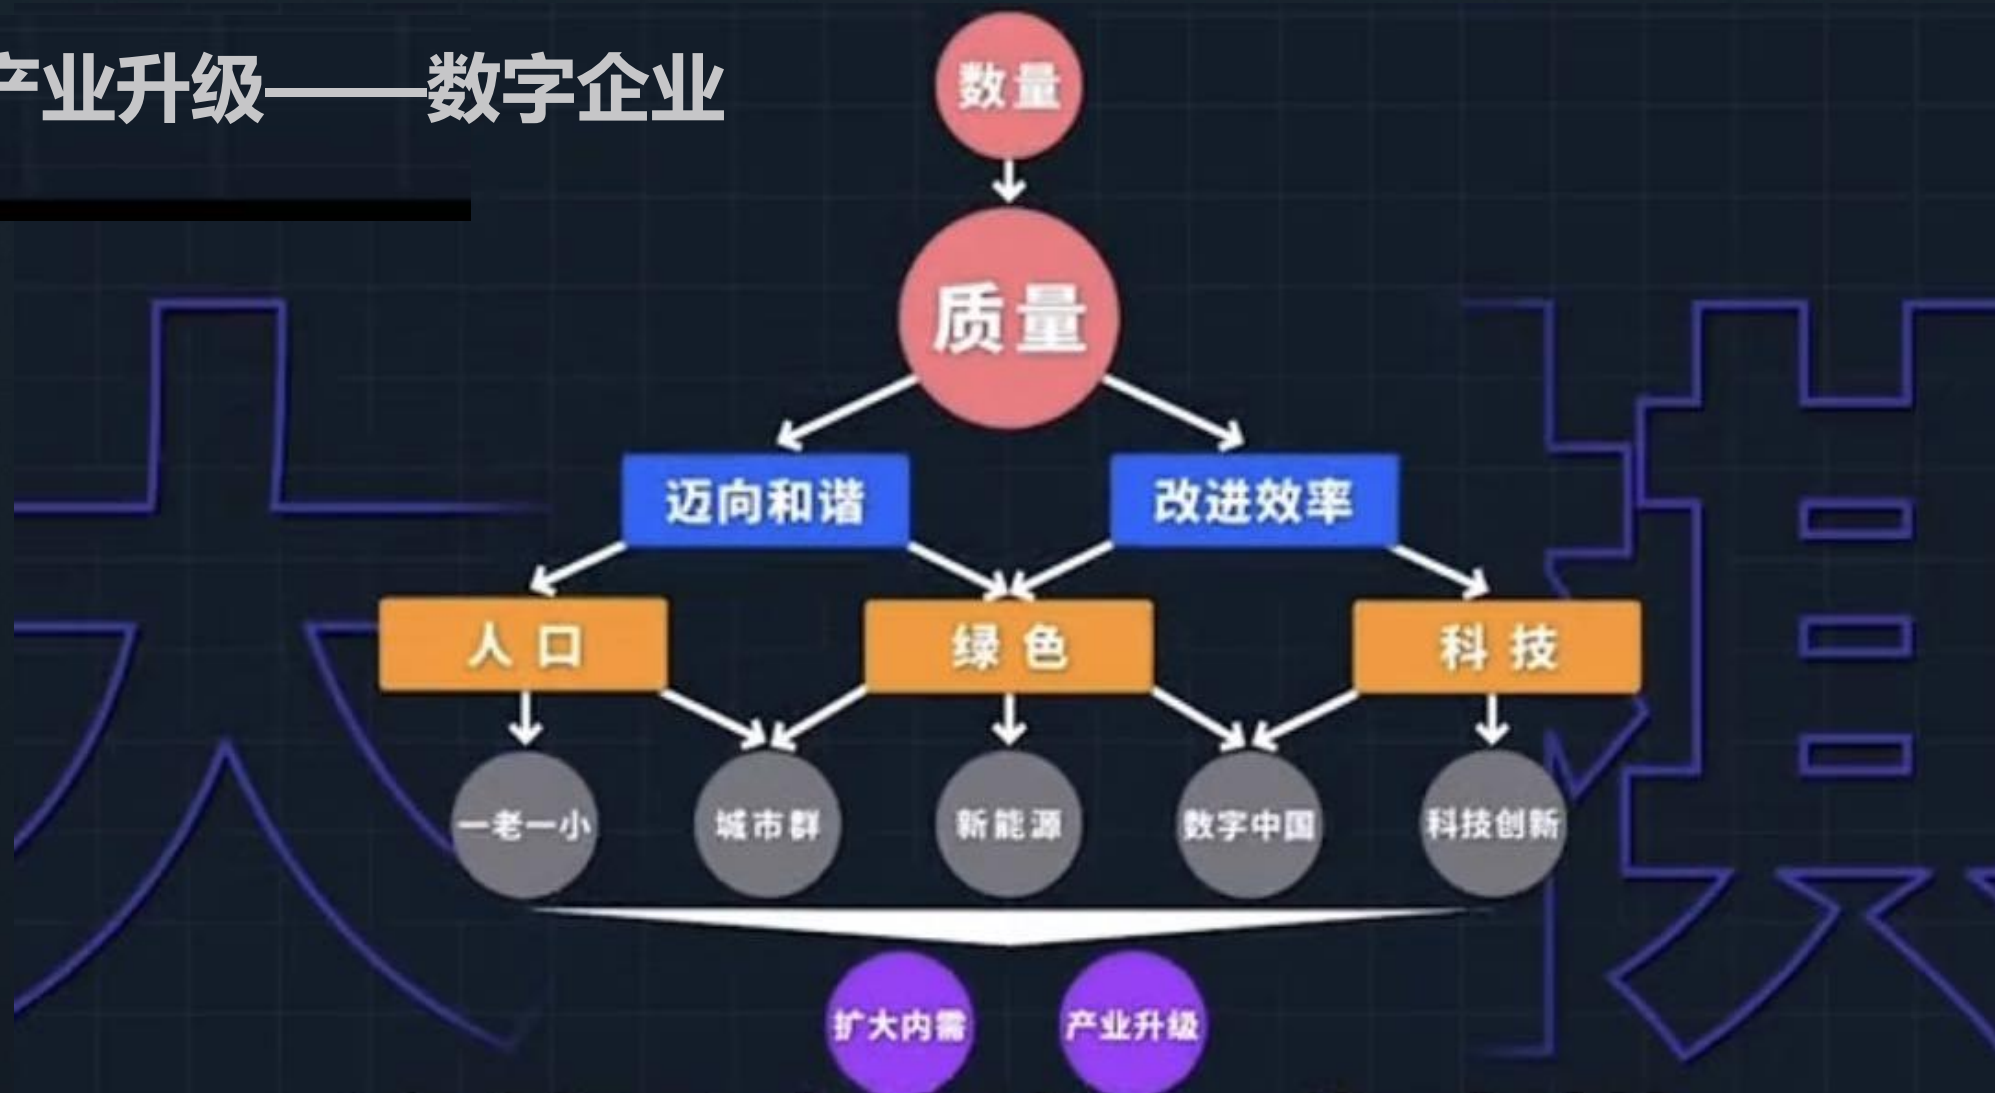 产业升级——数字企业
数量
质量
迈向和谐
改进效率
人口
绿色
科技
一老一小
城市群
新能源
数字中国
科技创新
扩大内需
产业升级
大
棋